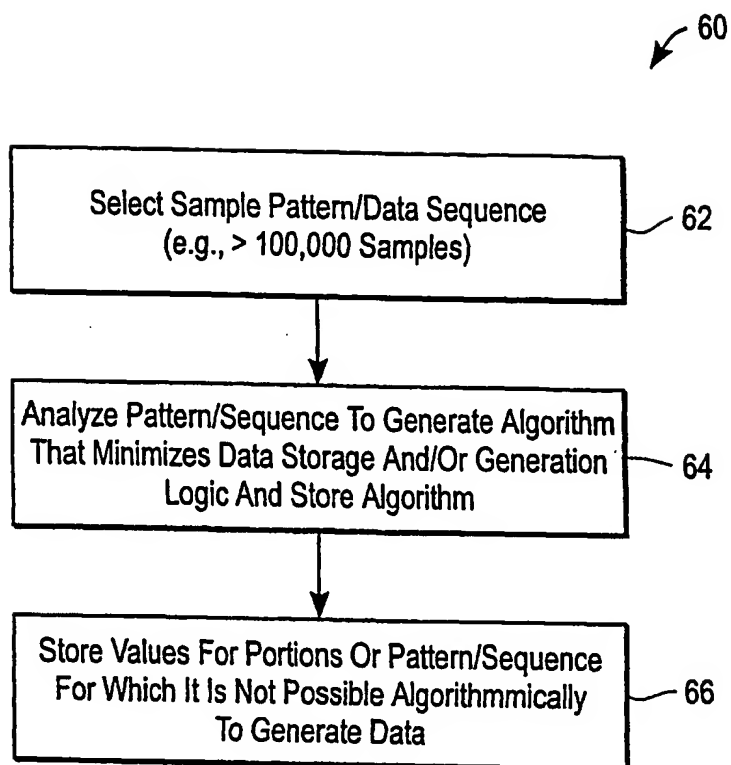 60
Select Sample Pattern/Data Sequence
(e.g., > 100,000 Samples)
62
Analyze Pattern/Sequence To Generate Algorithm
That Minimizes Data Storage And/Or Generation
Logic And Store Algorithm
64
Store Values For Portions Or Pattern/Sequence
For Which It Is Not Possible Algorithmmically
To Generate Data
66